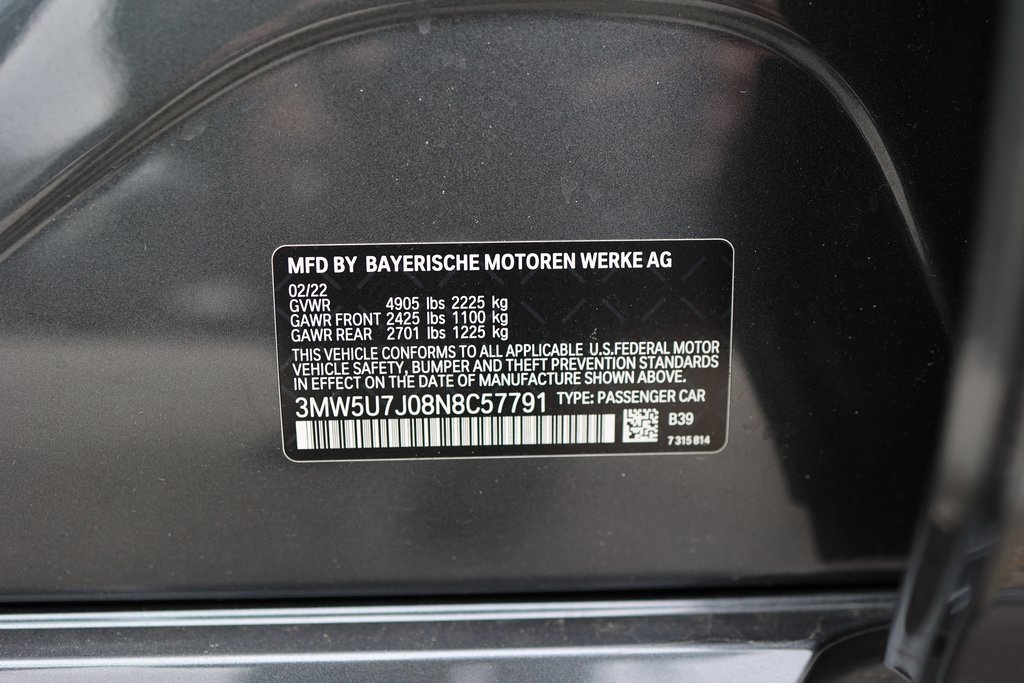 MFD BY BAYERISCHE MOTOREN WERKE AG
02/22
GVWR 4905 lbs 2225 kg
GAWR FRONT 2425 lbs 1100 kg
GAWR REAR 2701 lbs 1225 kg
THIS VEHICLE CONFORMS TO ALL APPLICABLE U.S.FEDERAL MOTOR
VEHICLE SAFETY, BUMPER AND THEFT PREVENTION STANDARDS
IN EFFECT ON THE DATE OF MANUFACTURE SHOWN ABOVE.
3MW5U7J08N8C57791 TYPE: PASSENGER CAR
B39
7 315 814